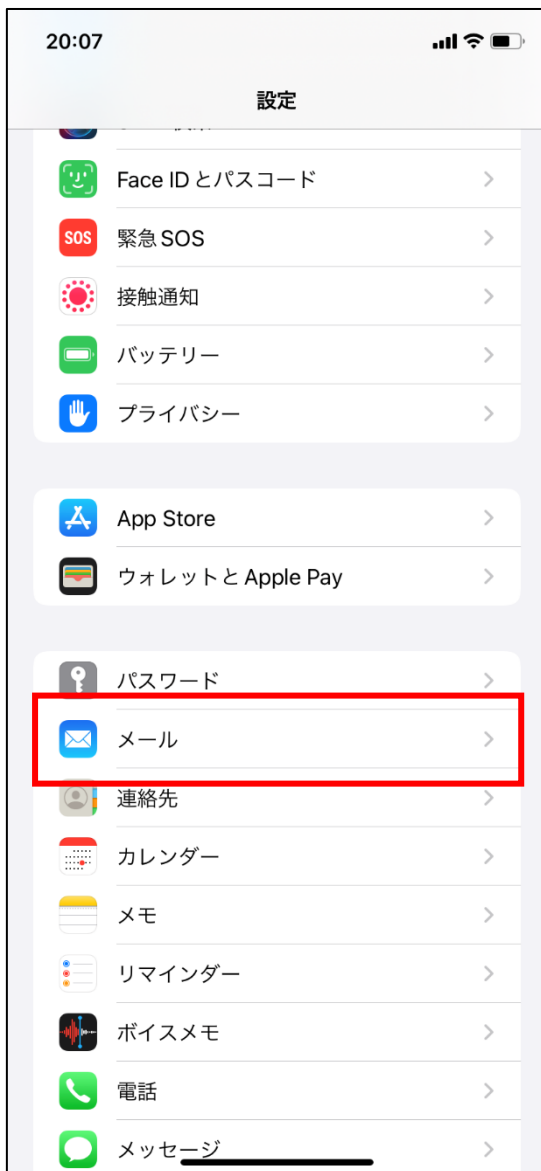 20:07
設定
Face ID とパスコード
SOS
緊急 SOS
接触通知
バッテリー
プライバシー
App Store
ウォレットと Apple Pay
パスワード
メール
連絡先
カレンダー
メモ
リマインダー
ボイスメモ
電話
メッセージ